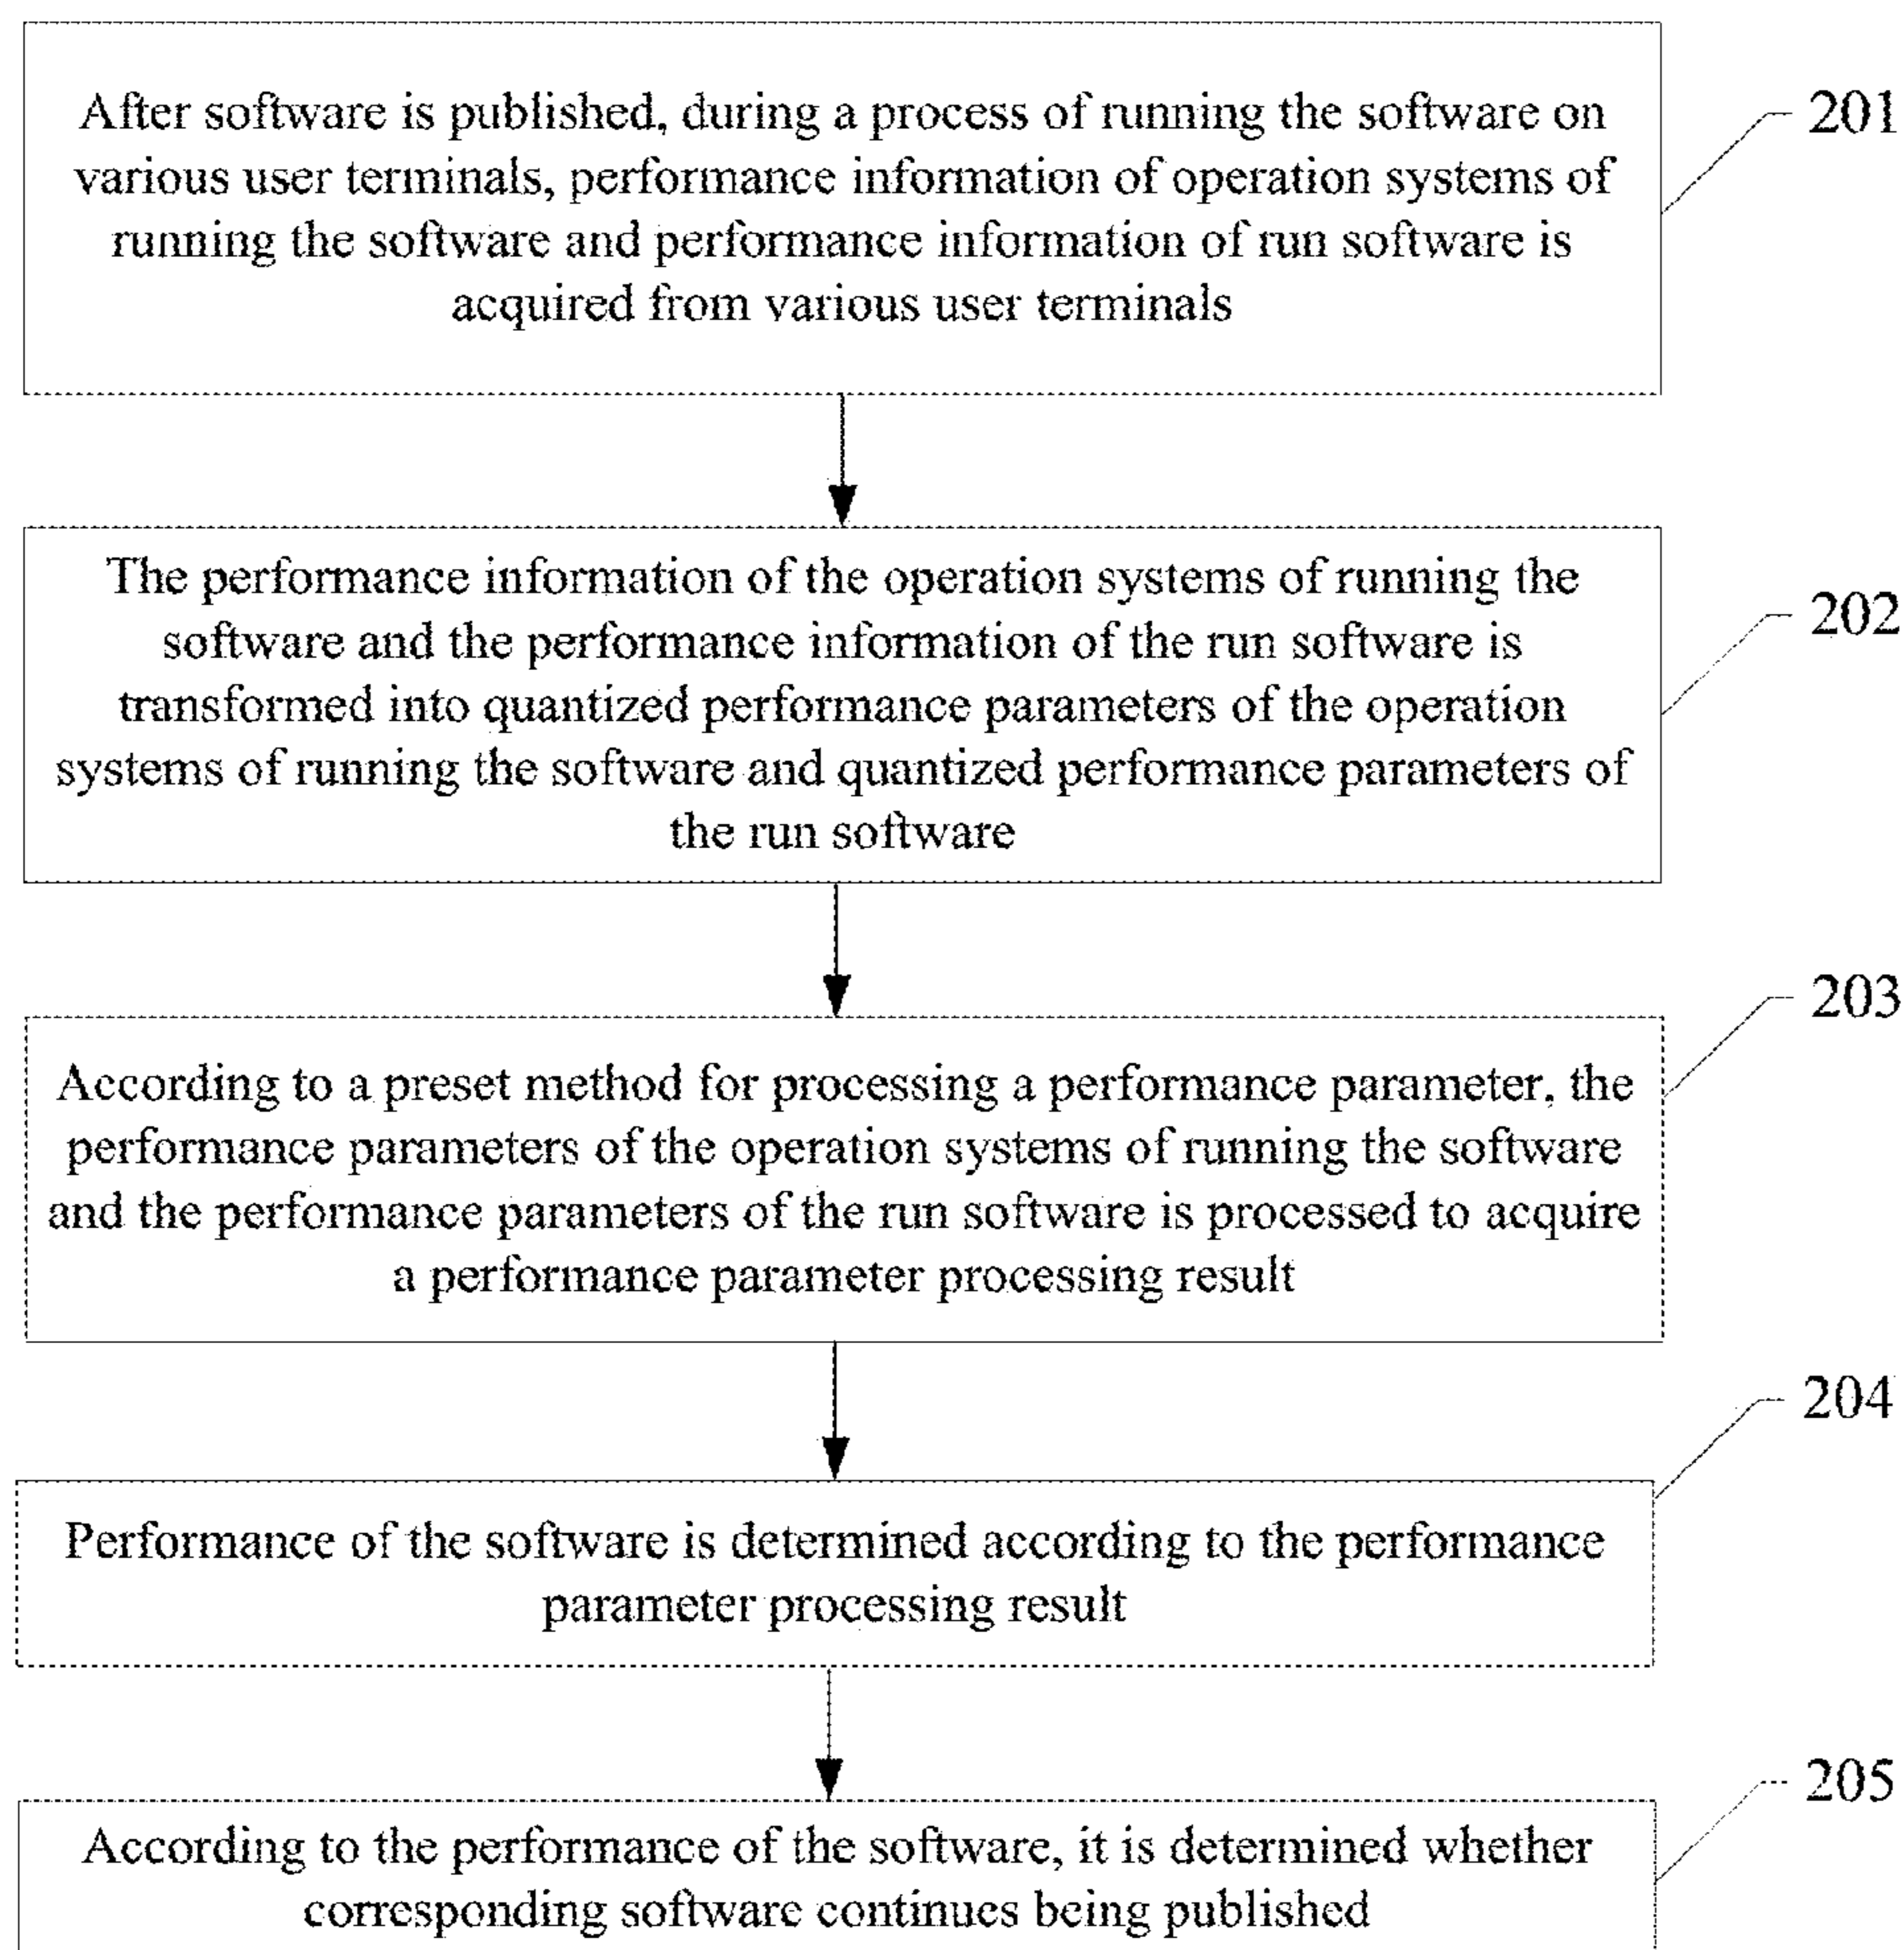 After software is published, during a process of running the software on
various user terminals, performance information of operation systems of
running the software and performance information of run software is
acquired from various user terminals
201
The performance information of the operation systems of running the
software and the performance information of the run software is
transformed into quantized performance parameters of the operation
systems of running the software and quantized performance parameters of
the run software
202
According to a preset method for processing a performance parameter, the
performance parameters of the operation systems of running the software
and the performance parameters of the run software is processed to acquire
a performance parameter processing result
203
Performance of the software is determined according to the performance
parameter processing result
204
According to the performance of the software, it is determined whether
corresponding software continues being published
205